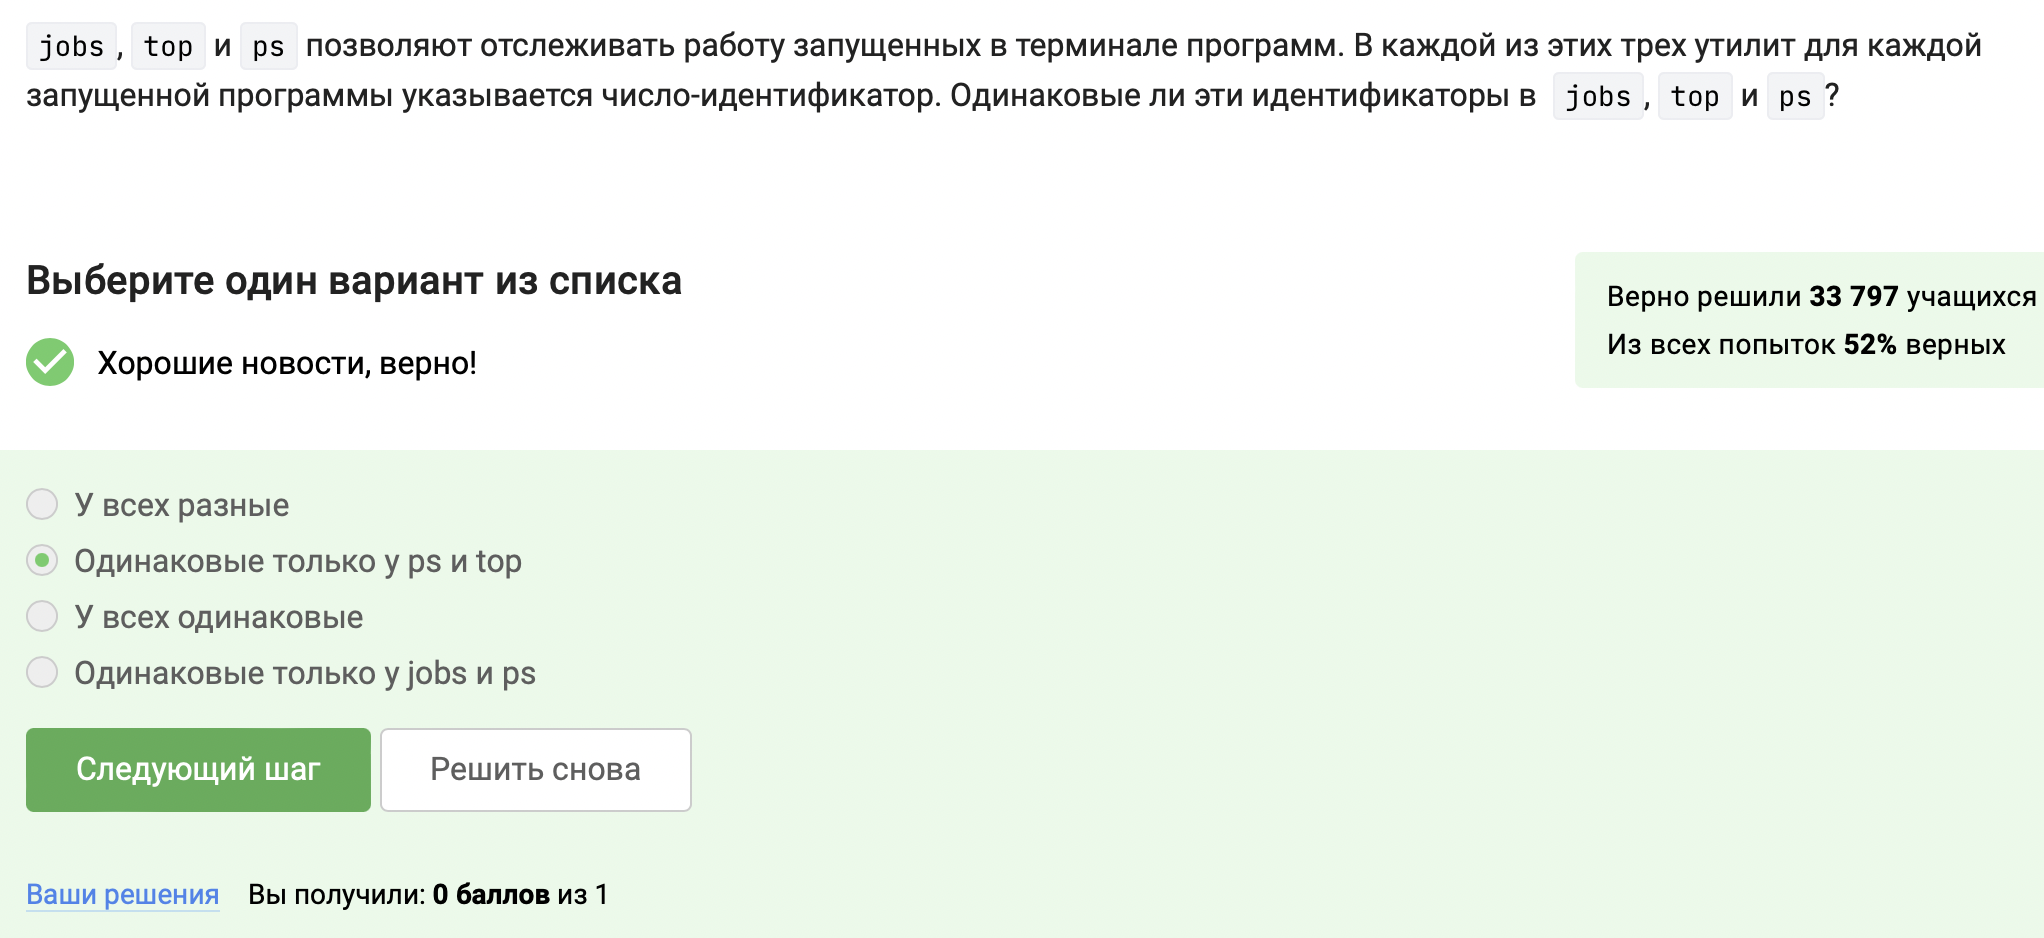 jobs, top и ps позволяют отслеживать работу запущенных в терминале программ. В каждой из этих трех утилит для каждой
запущенной программы указывается число-идентификатор. Одинаковые ли эти идентификаторы в jobs, top и ps?
Выберите один вариант из списка
Хорошие новости, верно!
Верно решили 33 797 учащихся
Из всех попыток 52% верных
У всех разные
Одинаковые только у ps и top
У всех одинаковые
Одинаковые только у jobs и ps
Следующий шаг
Решить снова
Ваши решения Вы получили: 0 баллов из 1